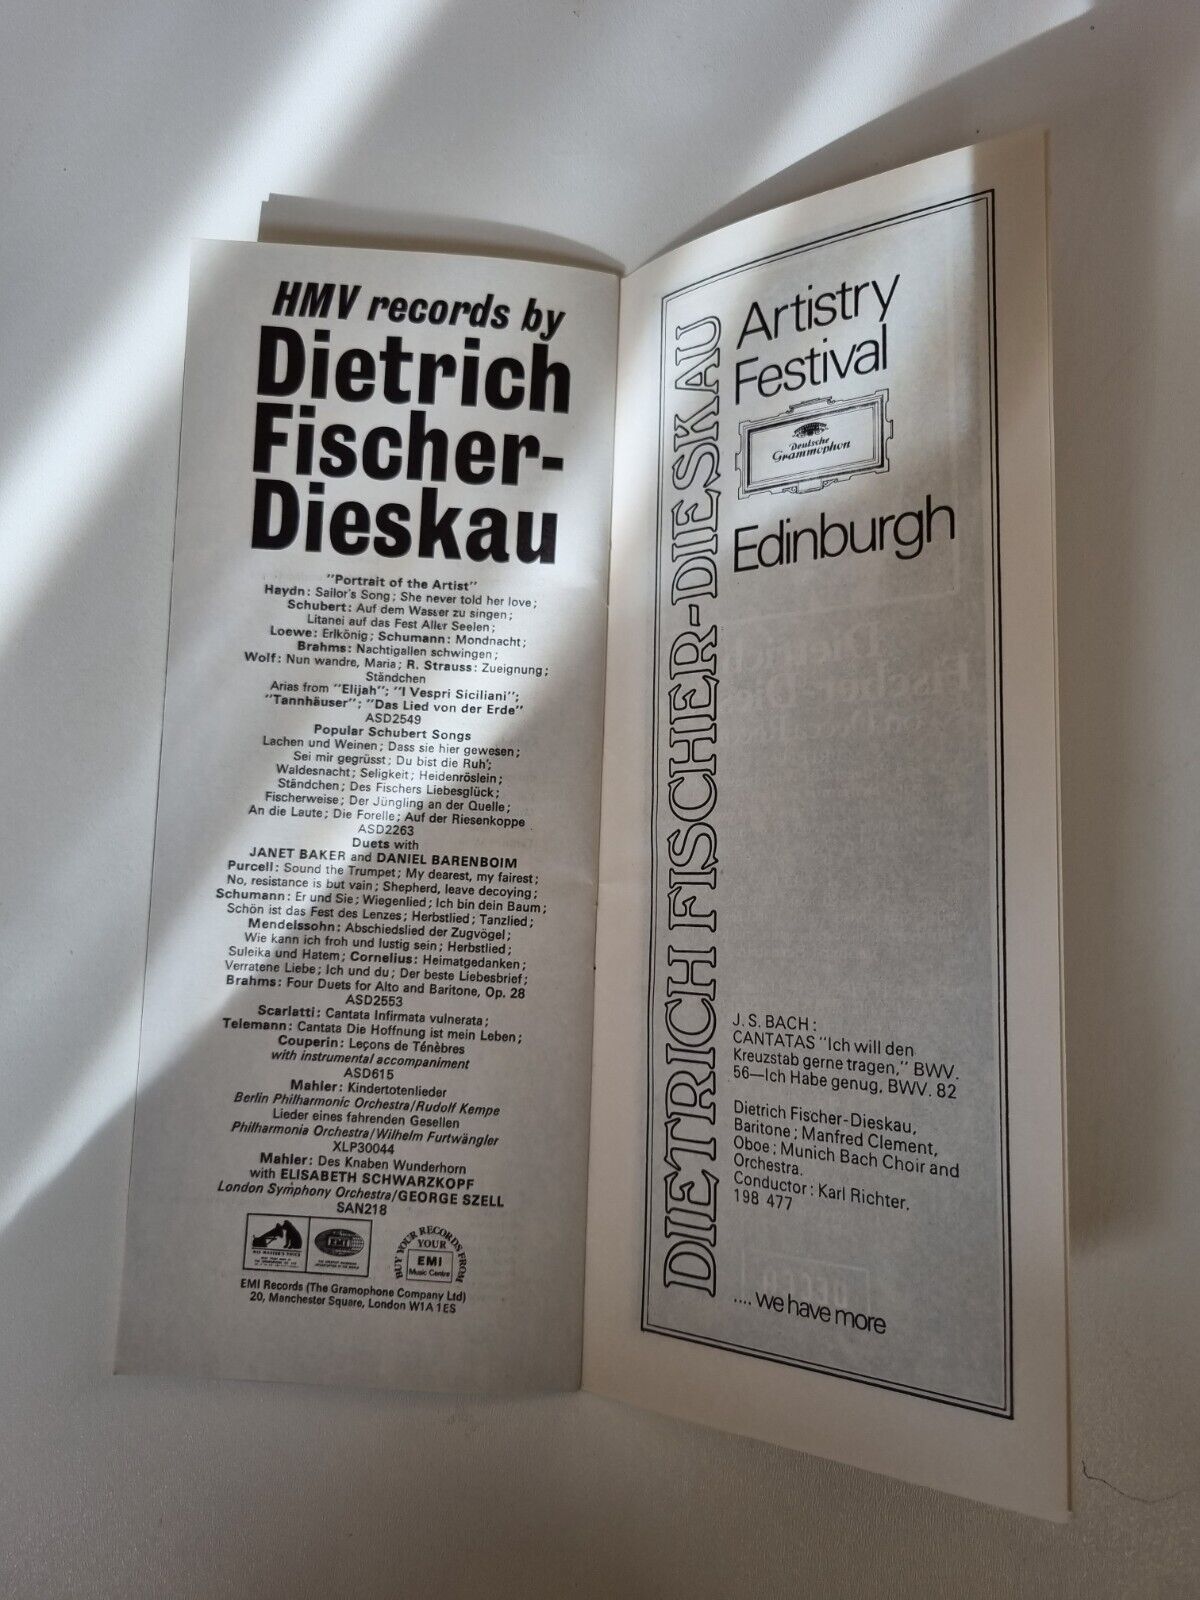 HMV records by
Dietrich
Fischer-
Dieskau
"Portrait of the Artist"
Haydn: Sailor's Song; She never told her love;
Schubert: Auf dem Wasser zu singen;
Litanei auf das Fest Aller Seelen;
Loewe: Erlkönig; Schumann: Mondnacht;
Brahms: Nachtigallen schwingen;
Wolf: Nun wandre, Maria; R. Strauss: Zueignung;
Ständchen
Arias from "Elijah"; "I Vespri Siciliani";
"Tannhäuser"; "Das Lied von der Erde"
ASD2549
Popular Schubert Songs
Lachen und Weinen; Dass sie hier gewesen;
Sei mir gegrüsst; Du bist die Ruh';
Waldesnacht; Seligkeit; Heidenröslein;
Ständchen; Des Fischers Liebesglück;
Fischerweise; Der Jüngling an der Quelle;
An die Laute; Die Forelle; Auf der Riesenkoppe
ASD2263
Duets with
JANET BAKER and DANIEL BARENBOIM
Purcell: Sound the Trumpet; My dearest, my fairest;
No, resistance is but vain; Shepherd, leave decoying;
Schumann: Er und Sie; Wiegenlied; Ich bin dein Baum;
Schön ist das Fest des Lenzes; Herbstlied; Tanzlied;
Mendelssohn: Abschiedslied der Zugvögel;
Wie kann ich froh und lustig sein; Herbstlied;
Suleika und Hatem; Cornelius: Heimatgedanken;
Verratene Liebe; Ich und du; Der beste Liebesbrief;
Brahms: Four Duets for Alto and Baritone, Op. 28
ASD2553
Scarlatti: Cantata Infirmata vulnerata;
Telemann: Cantata Die Hoffnung ist mein Leben;
Couperin: Leçons de Ténèbres
with instrumental accompaniment
ASD615
Mahler: Kindertotenlieder
Berlin Philharmonic Orchestra/Rudolf Kempe
Lieder eines fahrenden Gesellen
Philharmonia Orchestra/Wilhelm Furtwängler
XLP30044
Mahler: Des Knaben Wunderhorn
with ELISABETH SCHWARZKOPF
London Symphony Orchestra/GEORGE SZELL
SAN218
HIS MASTER'S VOICE
EMI
BUY YOUR RECORDS FROM
YOUR
EMI
Music Centre
EMI Records (The Gramophone Company Ltd)
20, Manchester Square, London W1A 1ES
DIETRICH FISCHER-DIESKAU
Artistry
Festival
Deutsche
Grammophon
Edinburgh
J. S. BACH:
CANTATAS "Ich will den
Kreuzstab gerne tragen," BWV.
56—Ich Habe genug, BWV. 82
Dietrich Fischer-Dieskau,
Baritone; Manfred Clement,
Oboe; Munich Bach Choir and
Orchestra.
Conductor: Karl Richter.
198 477
.... we have more